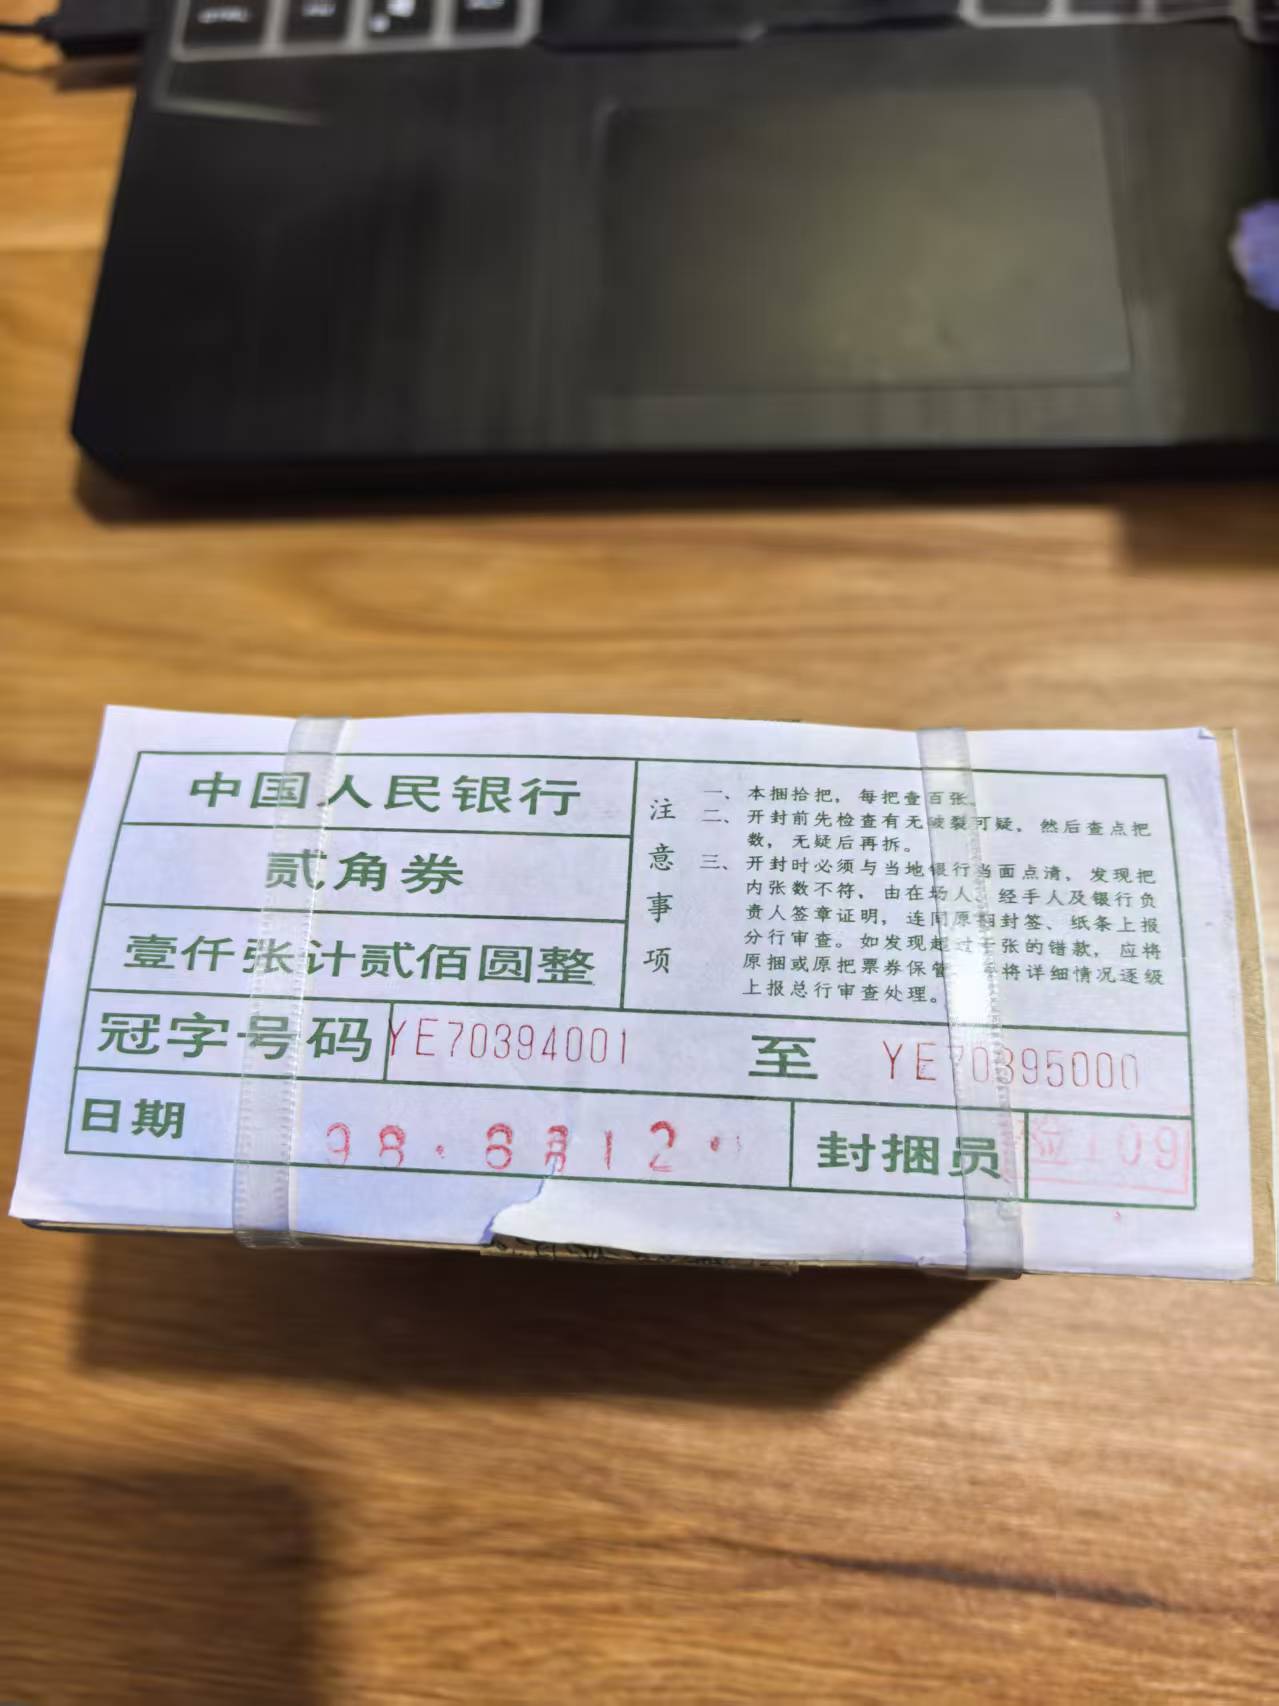 中国人民银行
贰角券
壹仟张计贰佰圆整
注意事项
一、本捆拾把，每把壹百张。
二、开封前先检查有无破裂可疑，然后查点把
数，无疑后再拆。
三、开封时必须与当地银行当面点清，发现把
内张数不符，由在场人、经手人及银行负
责人签章证明，连同原捆封签、纸条上报
分行审查。如发现超过千张的错款，应将
原捆或原把票券保管，将详细情况逐级
上报总行审查处理。
冠字号码 YE70394001 至 YE70395000
日期 98. 12. 封捆员 109